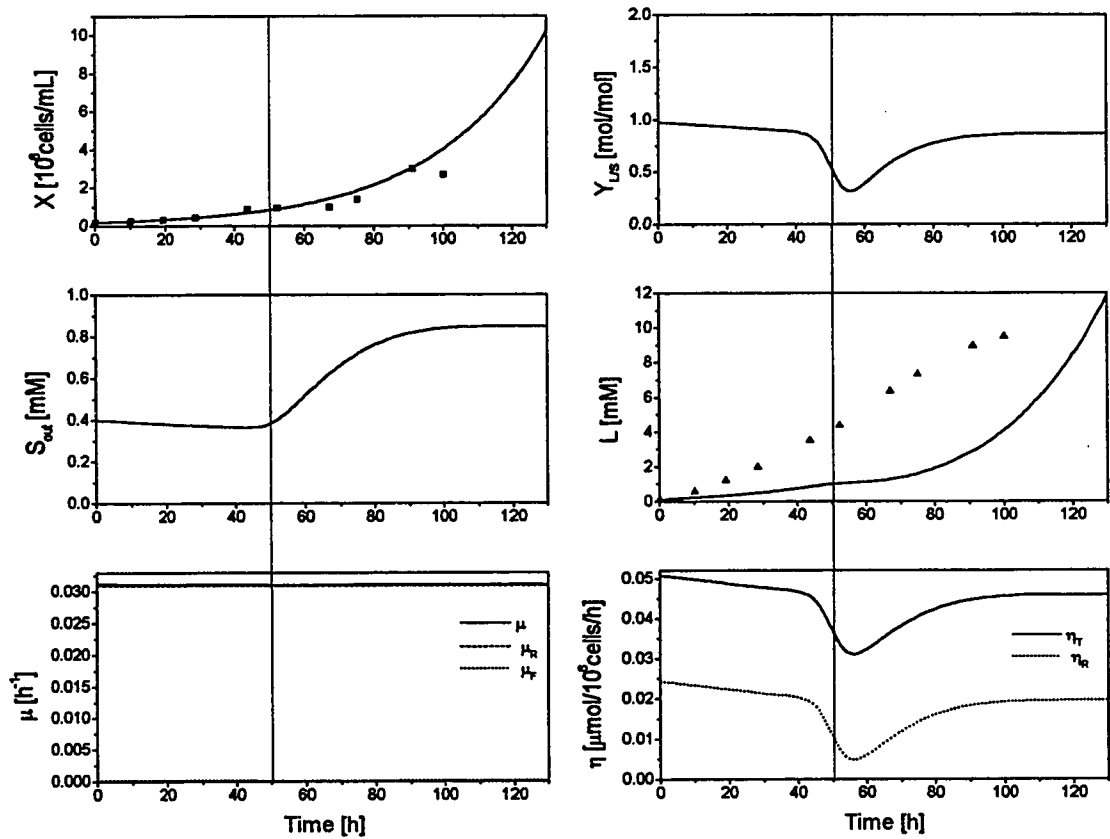 X [10⁶cells/mL]
10
8
6
4
2
0
0 20 40 60 80 100 120
Y_L/S [mol/mol]
2.0
1.5
1.0
0.5
0.0
0 20 40 60 80 100 120
S_out [mM]
1.0
0.8
0.6
0.4
0.2
0.0
0 20 40 60 80 100 120
L [mM]
12
10
8
6
4
2
0
0 20 40 60 80 100 120
μ [h⁻¹]
0.030
0.025
0.020
0.015
0.010
0.005
0.000
μ
μ_R
μ_F
0 20 40 60 80 100 120
Time [h]
η [μmol/10⁶cells/h]
0.05
0.04
0.03
0.02
0.01
0.00
η_T
η_R
0 20 40 60 80 100 120
Time [h]